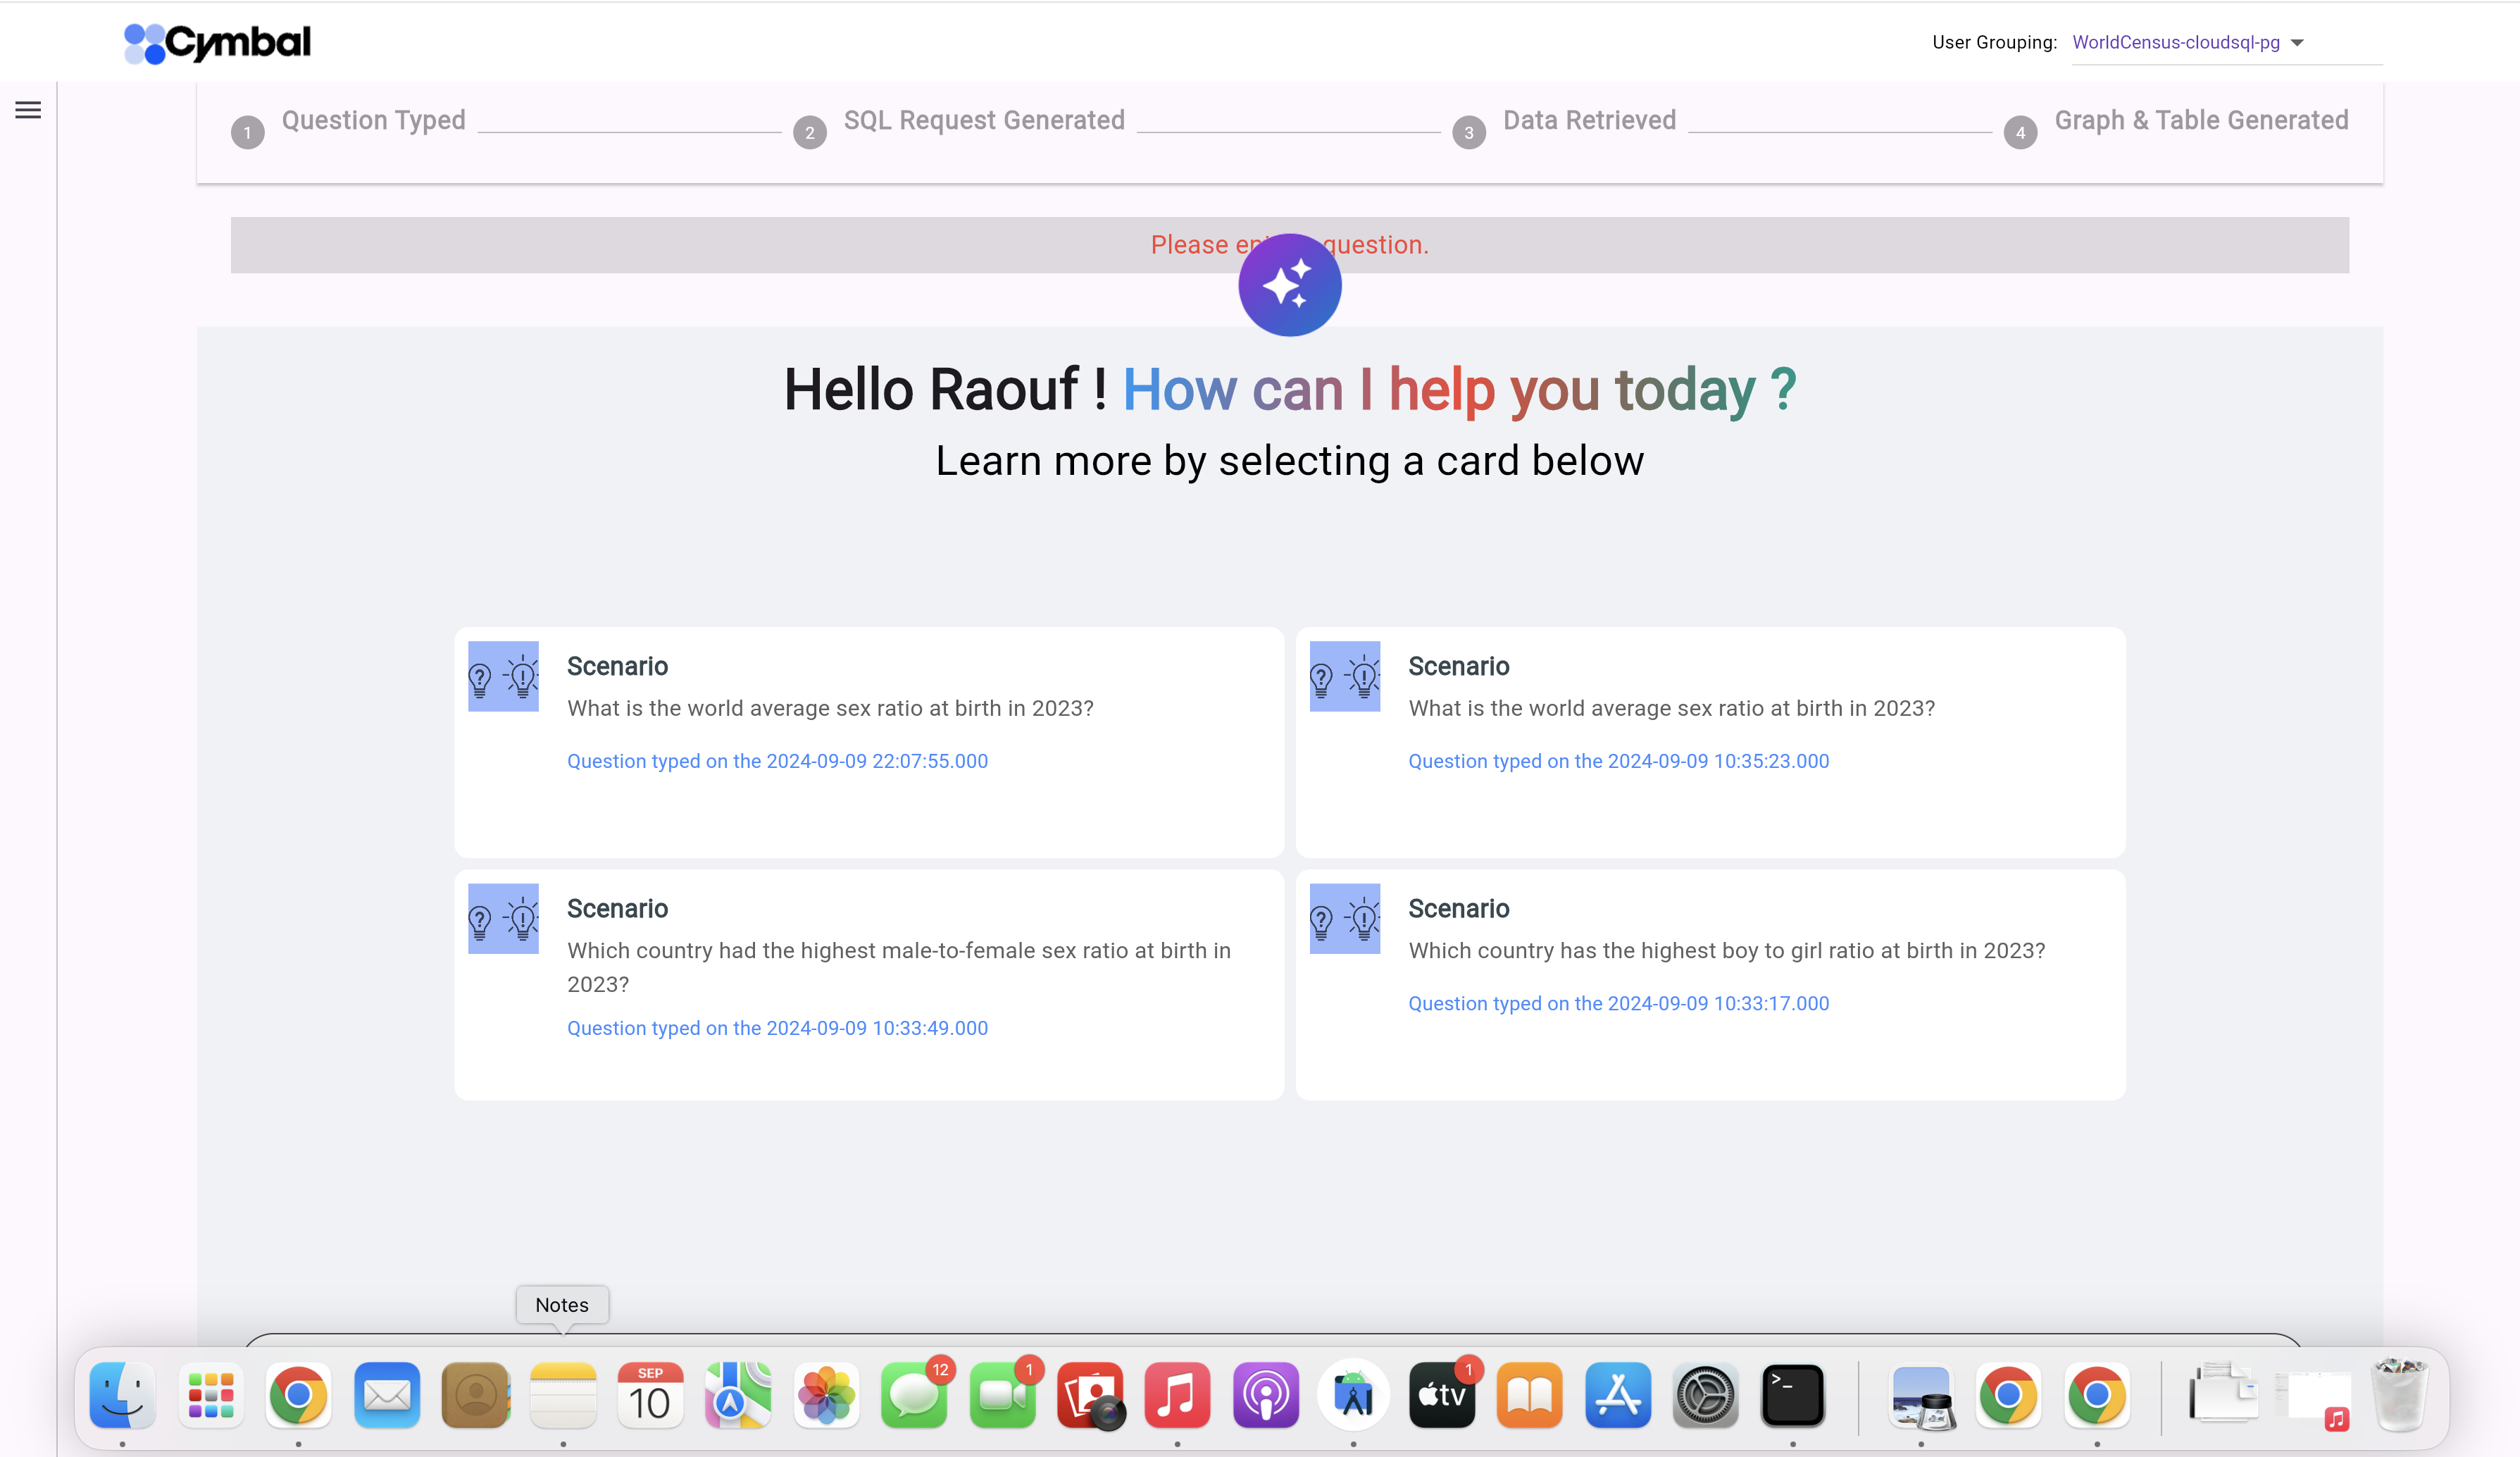 Cymbal
User Grouping: WorldCensus-cloudsql-pg
1 Question Typed
2 SQL Request Generated
3 Data Retrieved
4 Graph & Table Generated
Please question.
Hello Raouf ! How can I help you today ?
Learn more by selecting a card below
Scenario
What is the world average sex ratio at birth in 2023?
Question typed on the 2024-09-09 22:07:55.000
Scenario
What is the world average sex ratio at birth in 2023?
Question typed on the 2024-09-09 10:35:23.000
Scenario
Which country had the highest male-to-female sex ratio at birth in
2023?
Question typed on the 2024-09-09 10:33:49.000
Scenario
Which country has the highest boy to girl ratio at birth in 2023?
Question typed on the 2024-09-09 10:33:17.000
Notes
SEP
10
12
1
tv
1
>_